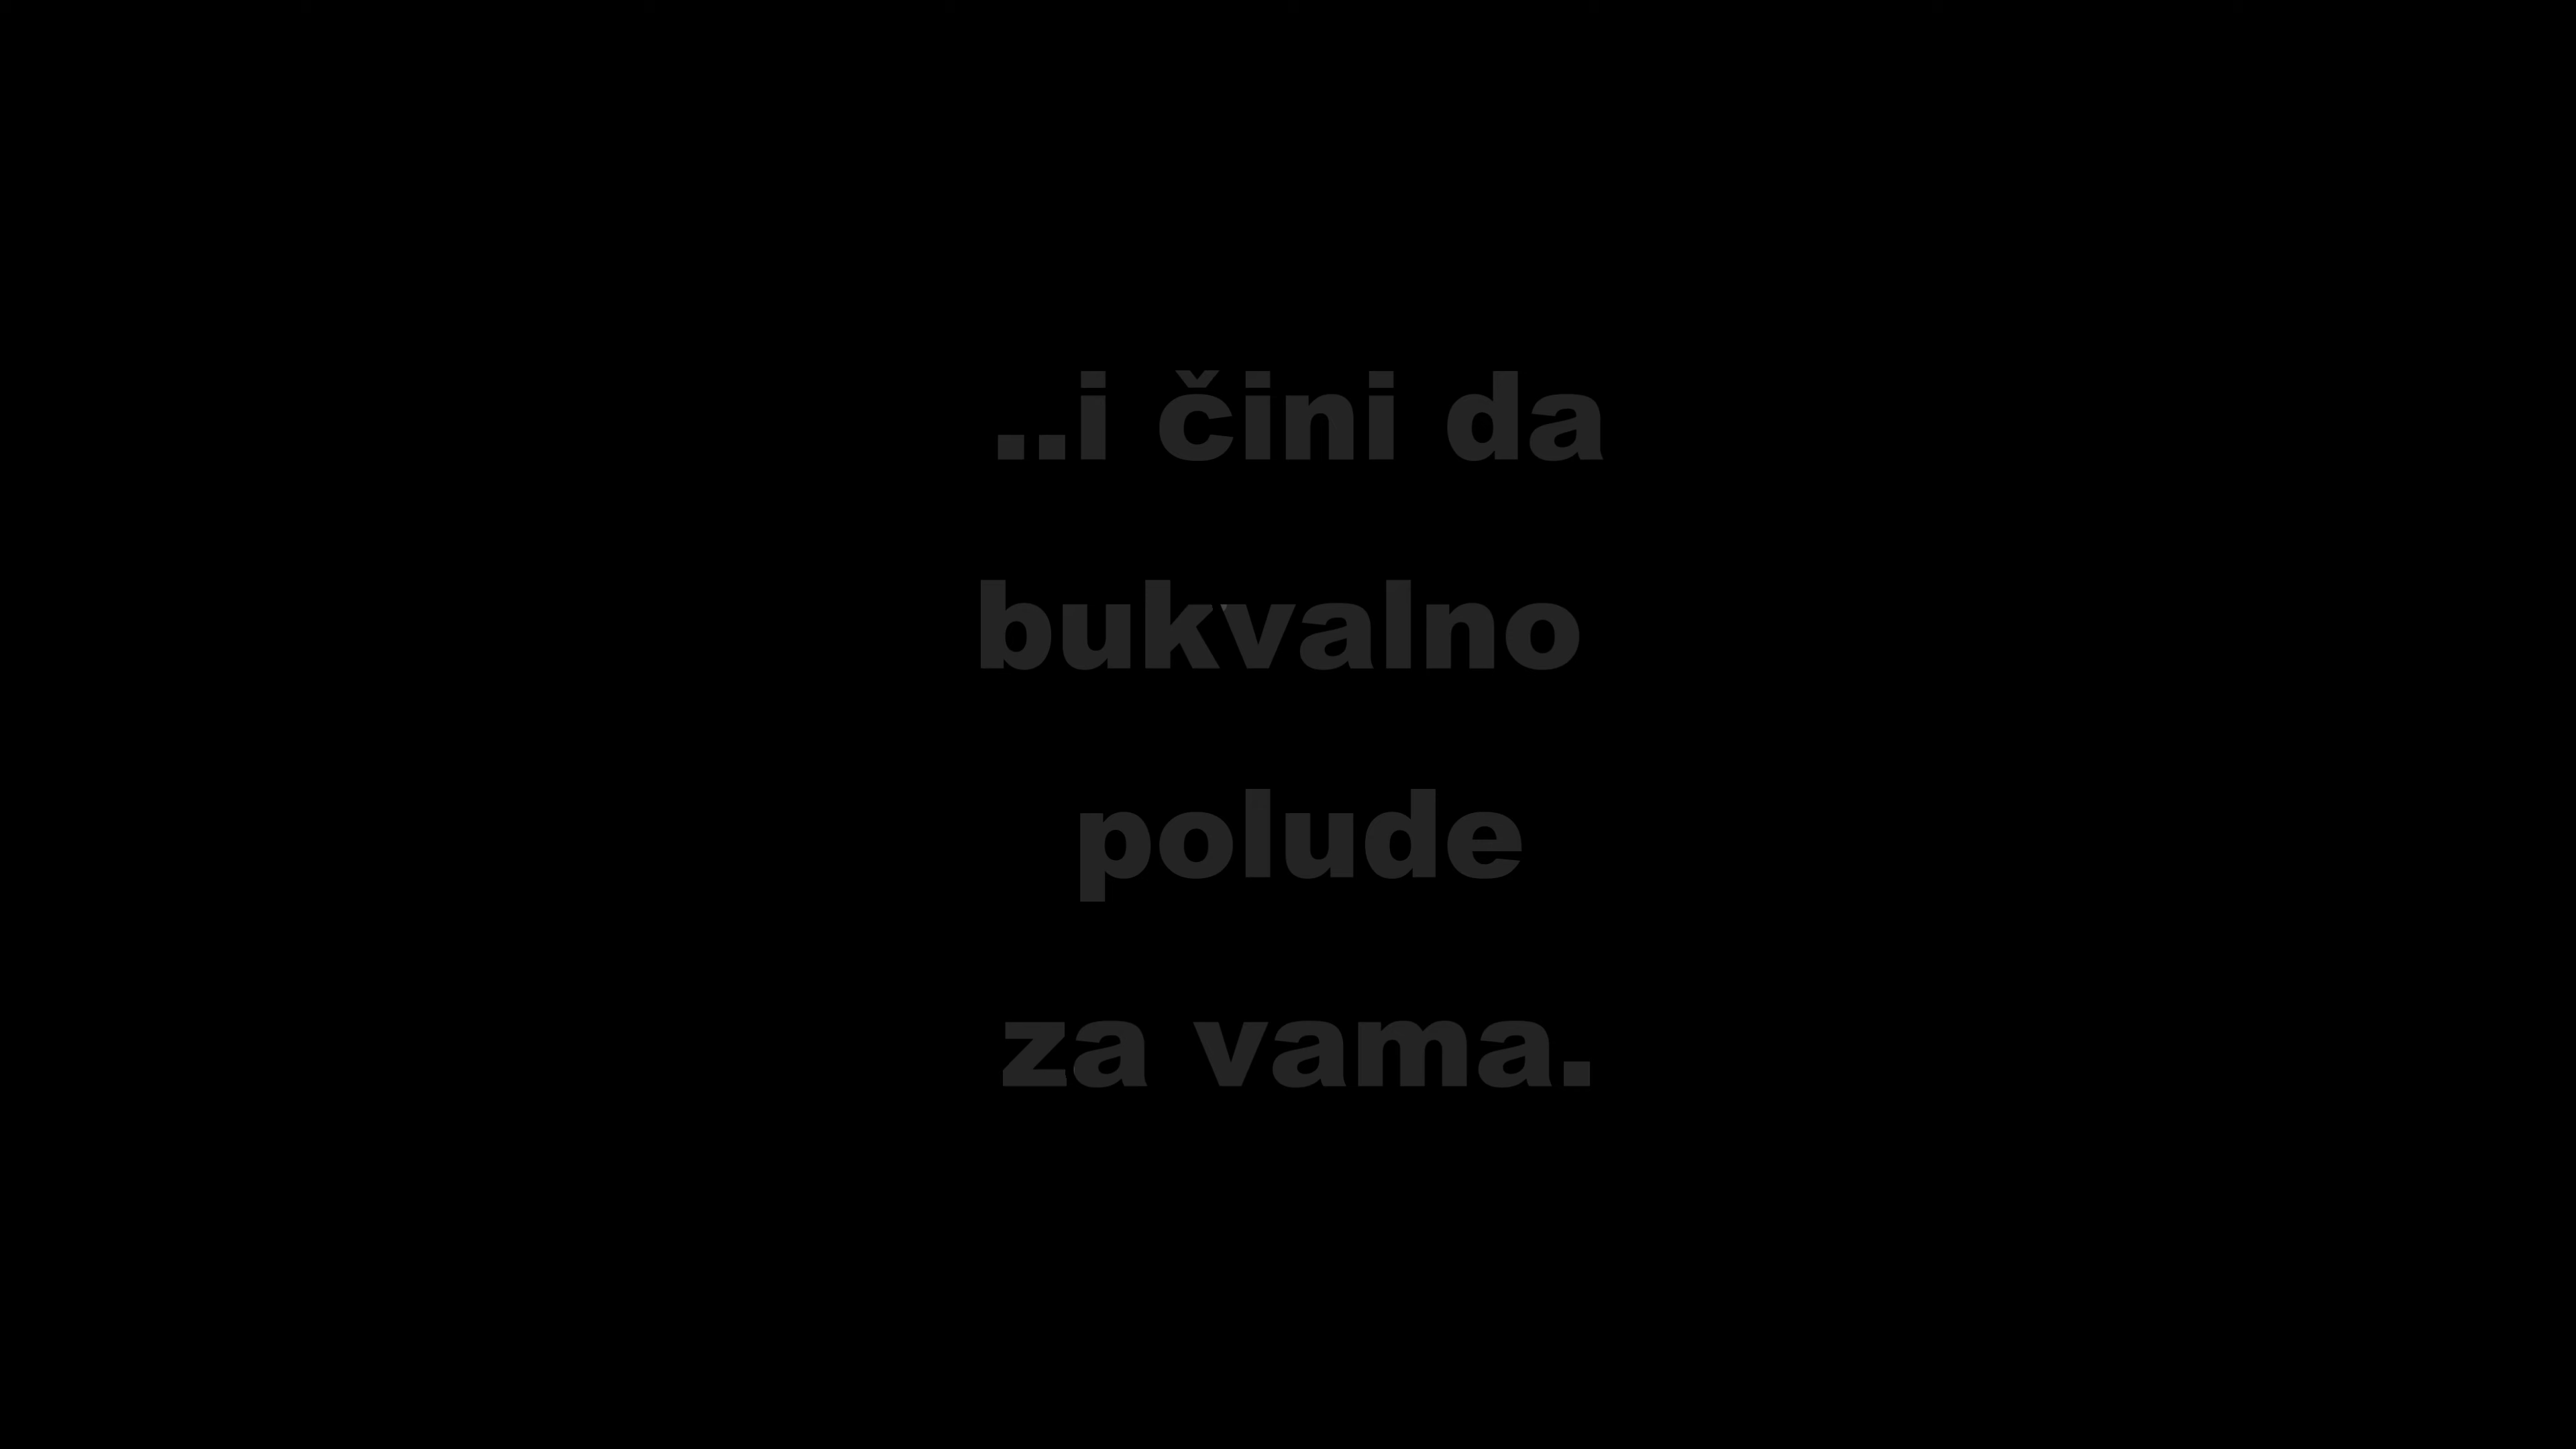 ..i čini da
bukvalno
polude
za vama.